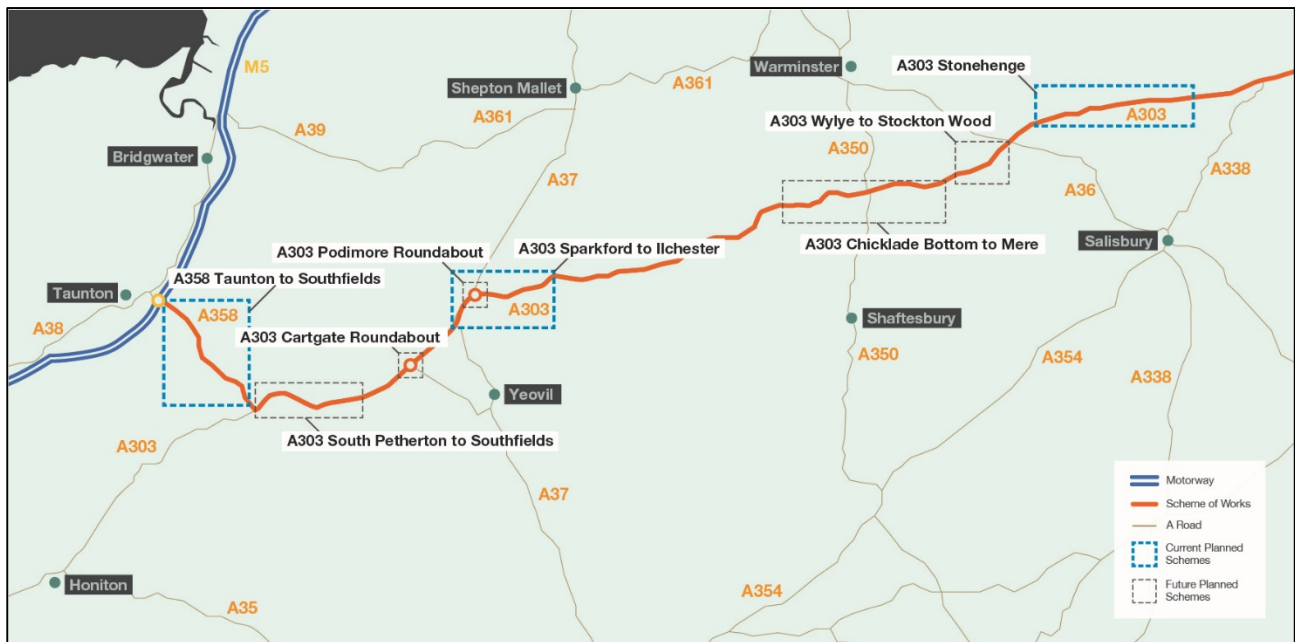 M5
Shepton Mallet
A361
Warminster
A303 Stonehenge
A303
A39
A361
A303 Wylye to Stockton Wood
Bridgwater
A350
A338
A37
A36
A303 Podimore Roundabout
A303 Sparkford to Ilchester
A303 Chicklade Bottom to Mere
Salisbury
A358 Taunton to Southfields
Taunton
A358
A303
A38
A303 Cartgate Roundabout
Shaftesbury
A350
A354
A338
Yeovil
A303
A303 South Petherton to Southfields
A37
Honiton
A35
A354
Motorway
Scheme of Works
A Road
Current Planned
Schemes
Future Planned
Schemes